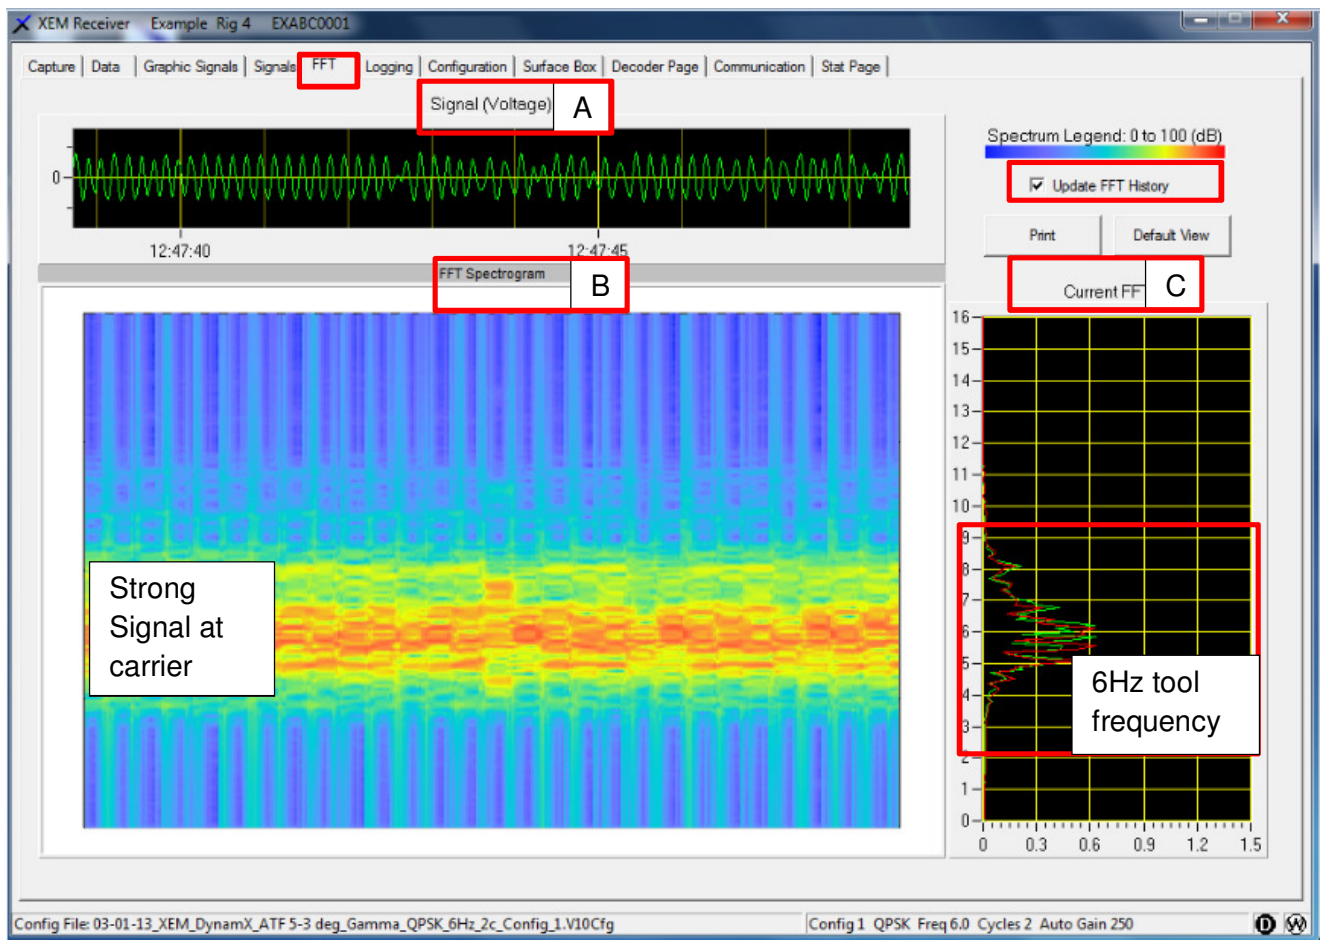 XEM Receiver Example Rig 4 EXABC0001
Capture Data Graphic Signals Signals FFT Logging Configuration Surface Box Decoder Page Communication Stat Page
Signal (Voltage) A
0
12:47:40 12:47:45
Spectrum Legend: 0 to 100 (dB)
Update FFT History
Print Default View
FFT Spectrogram B
Current FF C
Strong
Signal at
carrier
16
15
14
13
12
11
10
9
8
7
6
5
4
3
2
1
0
6Hz tool
frequency
0 0.3 0.6 0.9 1.2 1.5
Config File: 03-01-13_XEM_DynamX_ATF 5-3 deg_Gamma_QPSK_6Hz_2c_Config_1.V10Cfg
Config 1 QPSK Freq 6.0 Cycles 2 Auto Gain 250
D W